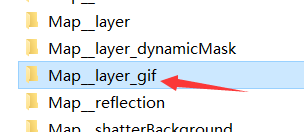 Map__layer
Map__layer_dynamicMask
Map__layer_gif
Map__reflection
Map__shatterBackground